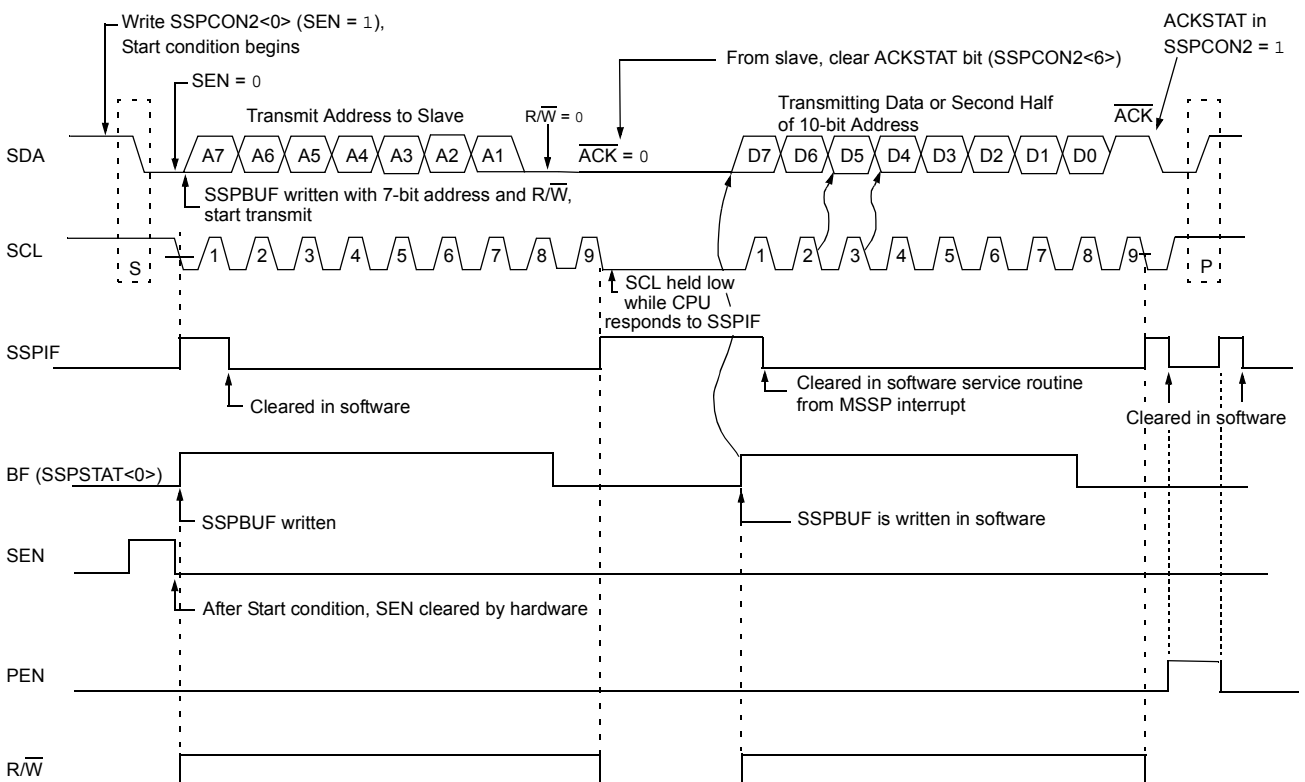 Write SSPCON2<0> (SEN = 1),
Start condition begins
ACKSTAT in
SSPCON2 = 1
From slave, clear ACKSTAT bit (SSPCON2<6>)
SEN = 0
Transmit Address to Slave
R/W = 0
Transmitting Data or Second Half
of 10-bit Address
ACK
SDA
A7 A6 A5 A4 A3 A2 A1
ACK = 0
D7 D6 D5 D4 D3 D2 D1 D0
SSPBUF written with 7-bit address and R/W,
start transmit
SCL
S
1 2 3 4 5 6 7 8 9
1 2 3 4 5 6 7 8 9
P
SCL held low
while CPU
responds to SSPIF
SSPIF
Cleared in software
Cleared in software service routine
from MSSP interrupt
Cleared in software
BF (SSPSTAT<0>)
SSPBUF written
SSPBUF is written in software
SEN
After Start condition, SEN cleared by hardware
PEN
R/W